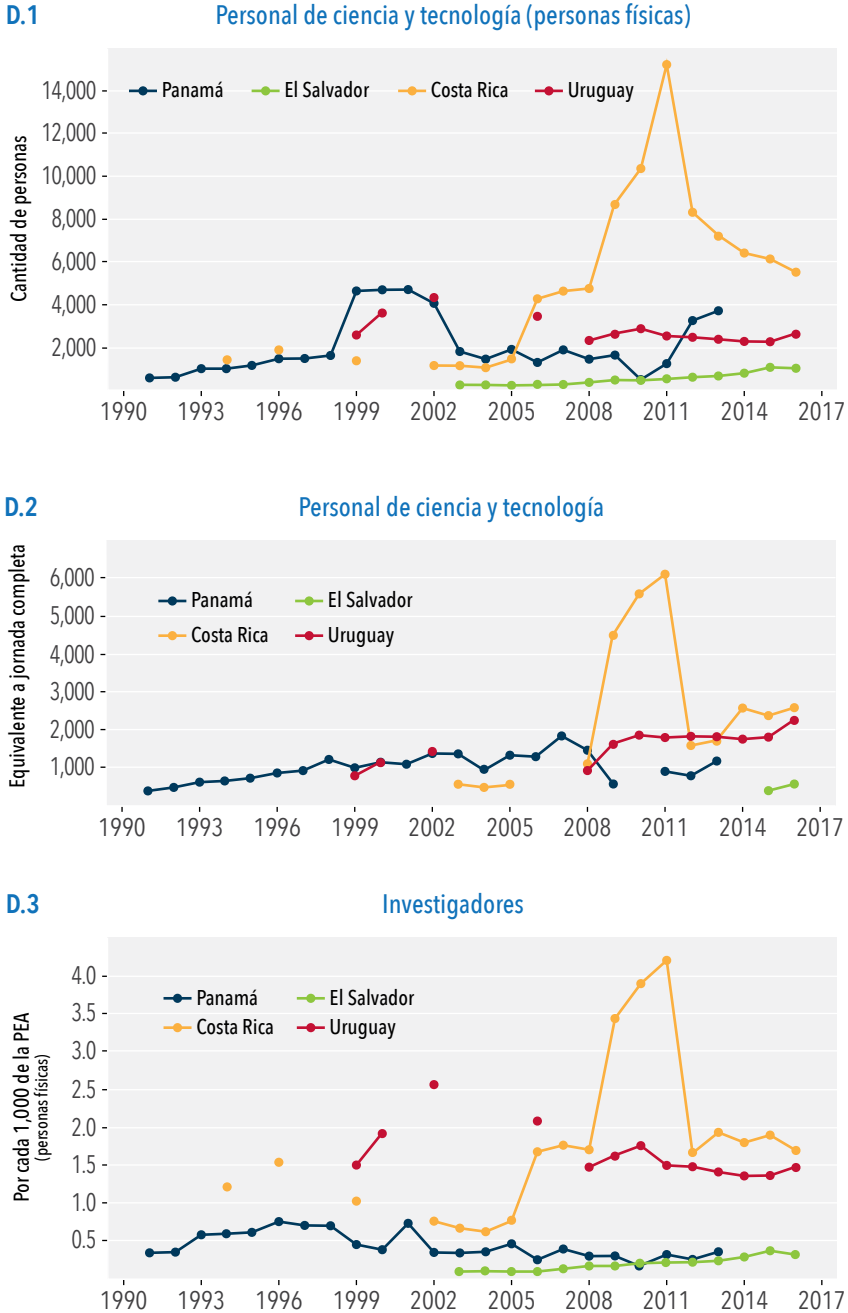 D.1 Personal de ciencia y tecnología (personas físicas)
Cantidad de personas
Panamá El Salvador Costa Rica Uruguay
14,000
12,000
10,000
8,000
6,000
4,000
2,000
1990 1993 1996 1999 2002 2005 2008 2011 2014 2017
D.2 Personal de ciencia y tecnología
Equivalente a jornada completa
6,000
Panamá El Salvador
5,000
Costa Rica Uruguay
4,000
3,000
2,000
1,000
1990 1993 1996 1999 2002 2005 2008 2011 2014 2017
D.3 Investigadores
Por cada 1,000 de la PEA
(personas físicas)
4.0
Panamá El Salvador
3.5
Costa Rica Uruguay
3.0
2.5
2.0
1.5
1.0
0.5
1990 1993 1996 1999 2002 2005 2008 2011 2014 2017